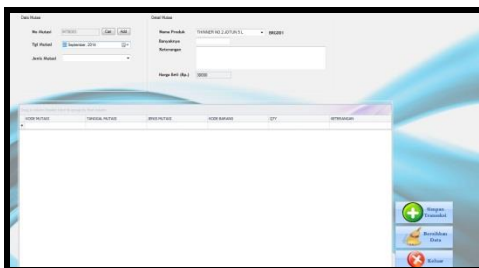 Data Mutasi
Detail Mutasi
No Mutasi
Cari
Add
Nama Produk
THINNER ND 2 JOTUN 5 L
BRG001
Tgl Mutasi
September 2016
Banyaknya
Keterangan
Jenis Mutasi
Harga Beli (Rp.)
KODE MUTASI
TANGGAL MUTASI
JENIS MUTASI
KODE BARANG
QTY
KETERANGAN
Simpan
Transaksi
Bersihkan
Data
Keluar